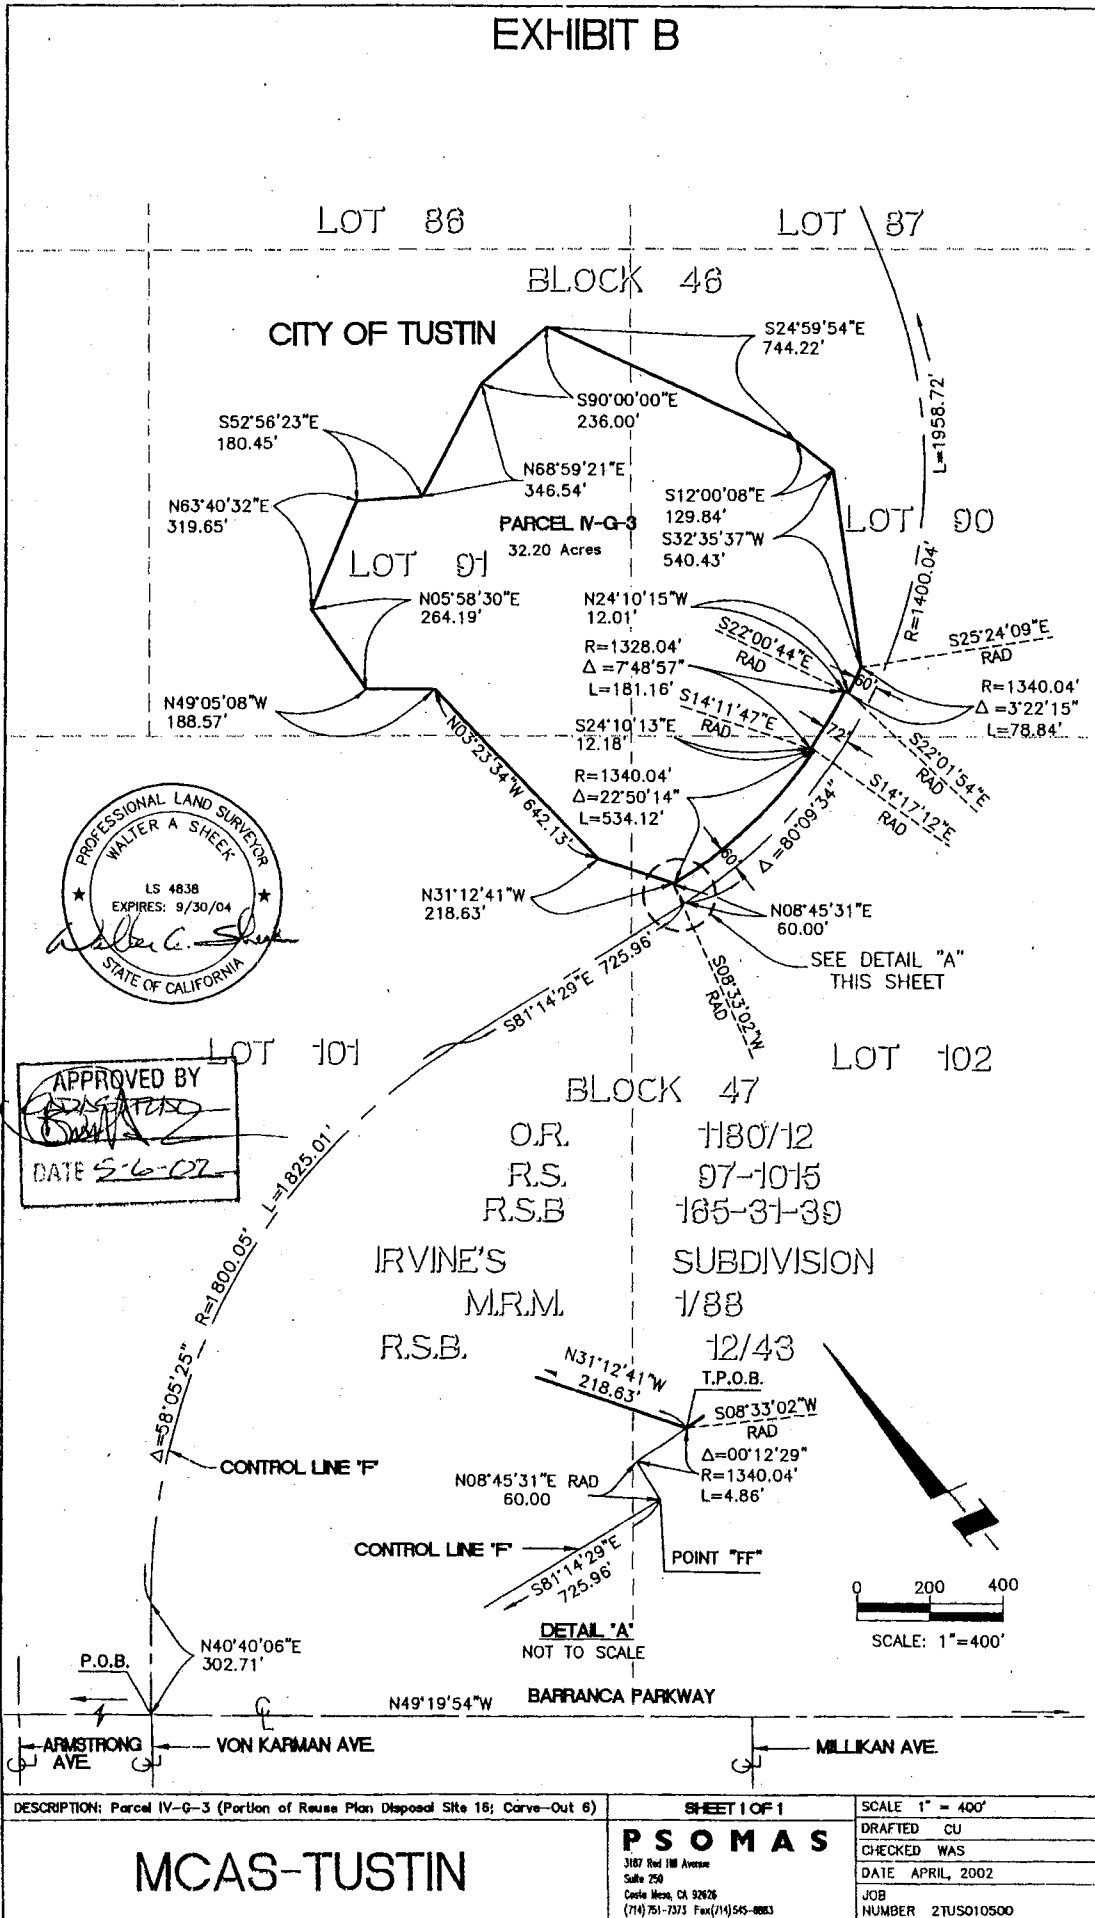 EXHIBIT B
LOT 86
LOT 87
BLOCK 46
CITY OF TUSTIN
S24°59'54"E
744.22'
S90°00'00"E
236.00'
L=1958.72'
S52°56'23"E
180.45'
N68°59'21"E
346.54'
N63°40'32"E
319.65'
S12°00'08"E
129.84'
PARCEL IV-G-3
32.20 Acres
S32°35'37"W
540.43'
LOT 90
LOT 91
R=1400.04'
N05°58'30"E
264.19'
N24°10'15"W
12.01'
S22°00'44"E
RAD
S25°24'09"E
RAD
R=1328.04'
Δ=7°48'57"
L=181.16'
60'
R=1340.04'
Δ=3°22'15"
L=78.84'
N49°05'08"W
188.57'
S14°11'47"E
RAD
S24°10'13"E
12.18'
72'
S22°01'54"E
RAD
N03°23'34"W 642.13'
R=1340.04'
Δ=22°50'14"
L=534.12'
S14°17'12"E
RAD
Δ=80°09'34"
60'
PROFESSIONAL LAND SURVEYOR
WALTER A SHEEK
LS 4838
EXPIRES: 9/30/04
STATE OF CALIFORNIA
N31°12'41"W
218.63'
N08°45'31"E
60.00'
SEE DETAIL "A"
THIS SHEET
S81°14'29"E 725.96'
S08°33'02"W
RAD
LOT 101
LOT 102
APPROVED BY
DATE 5-6-02
BLOCK 47
O.R. 1180/12
R.S. 97-1015
R.S.B 165-31-39
IRVINE'S SUBDIVISION
M.R.M. 1/88
R.S.B. 12/43
L=1825.01'
R=1800.05'
Δ=58°05'25"
N31°12'41"W
218.63'
T.P.O.B.
S08°33'02"W
RAD
Δ=00°12'29"
R=1340.04'
L=4.86'
CONTROL LINE "F"
N08°45'31"E RAD
60.00
CONTROL LINE "F"
S81°14'29"E
725.96'
POINT "FF"
DETAIL "A"
NOT TO SCALE
0 200 400
SCALE: 1"=400'
N40°40'06"E
302.71'
P.O.B.
N49°19'54"W
BARRANCA PARKWAY
ARMSTRONG
AVE.
VON KARMAN AVE.
MILLIKAN AVE.
DESCRIPTION: Parcel IV-G-3 (Portion of Reuse Plan Disposal Site 16; Carve-Out 6)
MCAS-TUSTIN
SHEET 1 OF 1
PSOMAS
3187 Red Hill Avenue
Suite 250
Costa Mesa, CA 92626
(714)751-7373 Fax(714)545-8883
SCALE 1" = 400'
DRAFTED CU
CHECKED WAS
DATE APRIL, 2002
JOB
NUMBER 2TUS010500